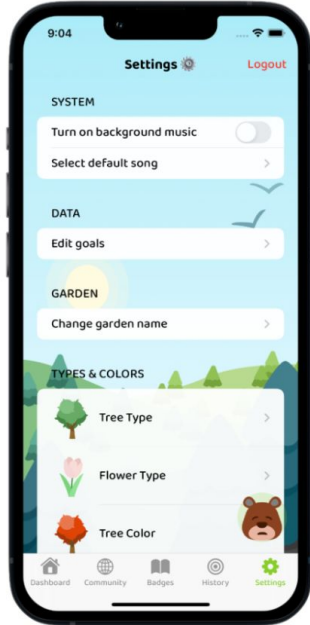 9:04
Settings
Logout
SYSTEM
Turn on background music
Select default song
DATA
Edit goals
GARDEN
Change garden name
TYPES & COLORS
Tree Type
Flower Type
Tree Color
Dashboard Community Badges History Settings